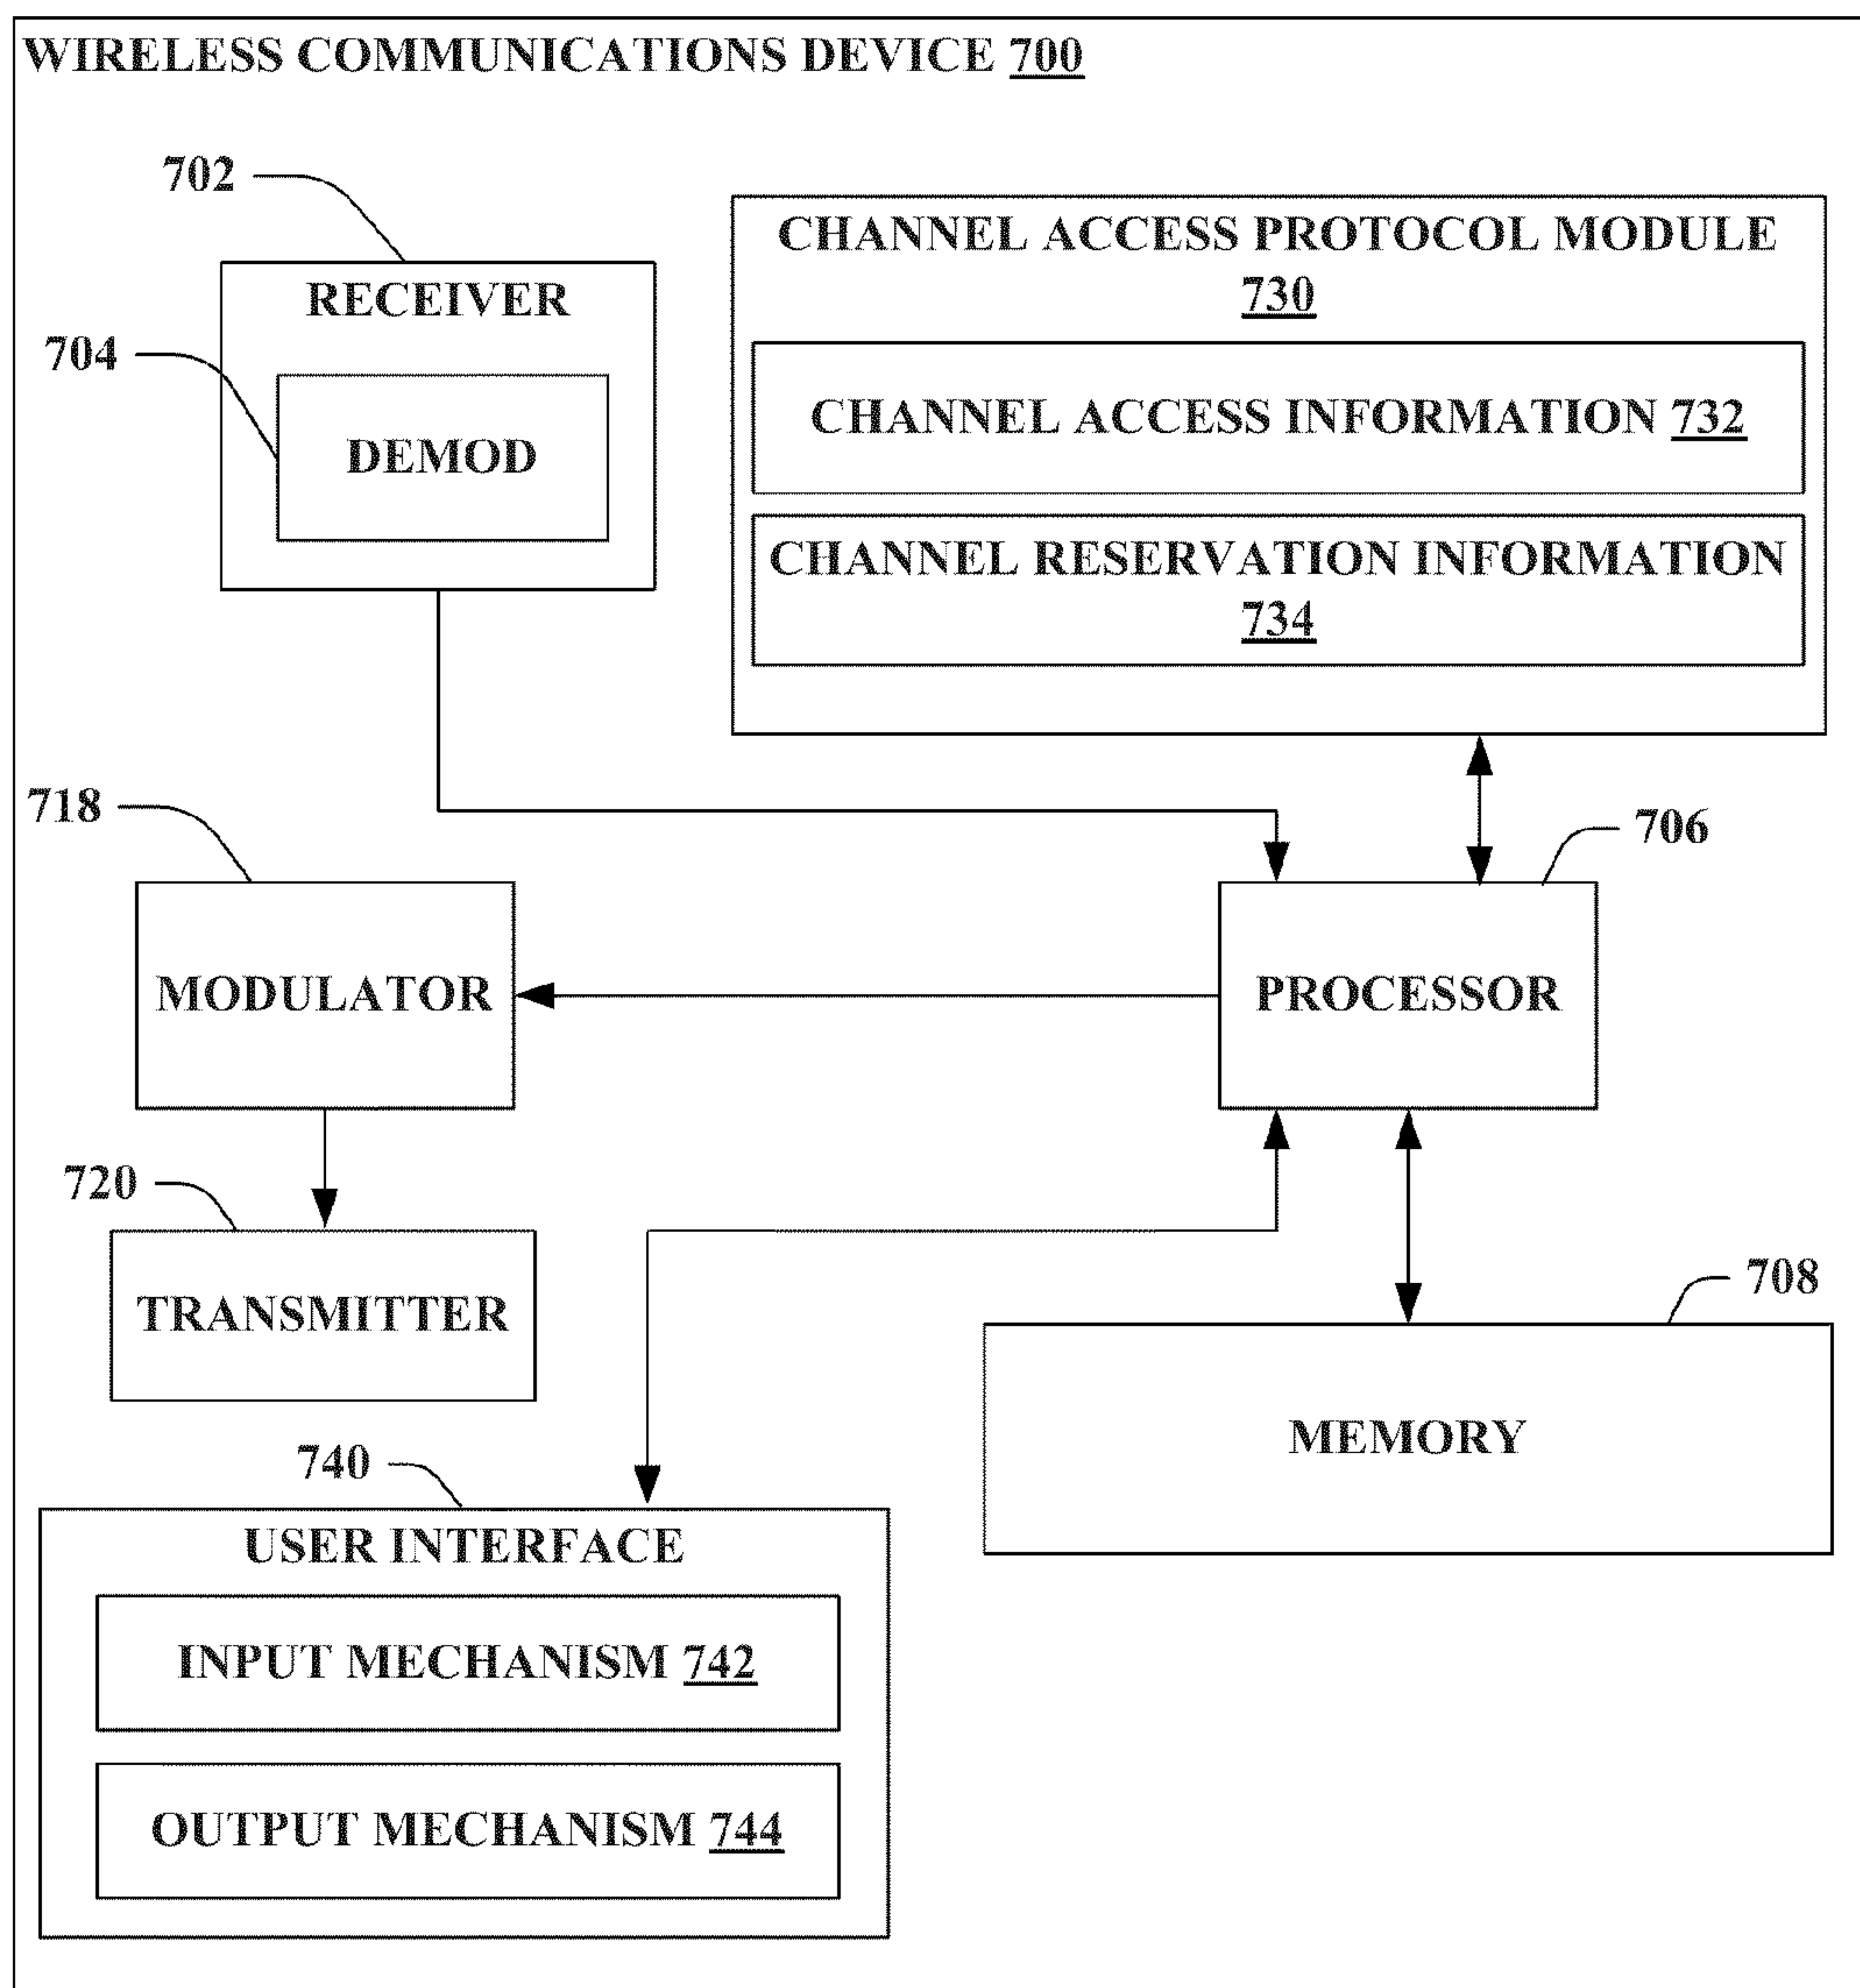 WIRELESS COMMUNICATIONS DEVICE 700
702
RECEIVER
704
DEMOD
CHANNEL ACCESS PROTOCOL MODULE
730
CHANNEL ACCESS INFORMATION 732
CHANNEL RESERVATION INFORMATION
734
718
706
MODULATOR
PROCESSOR
720
TRANSMITTER
708
MEMORY
740
USER INTERFACE
INPUT MECHANISM 742
OUTPUT MECHANISM 744